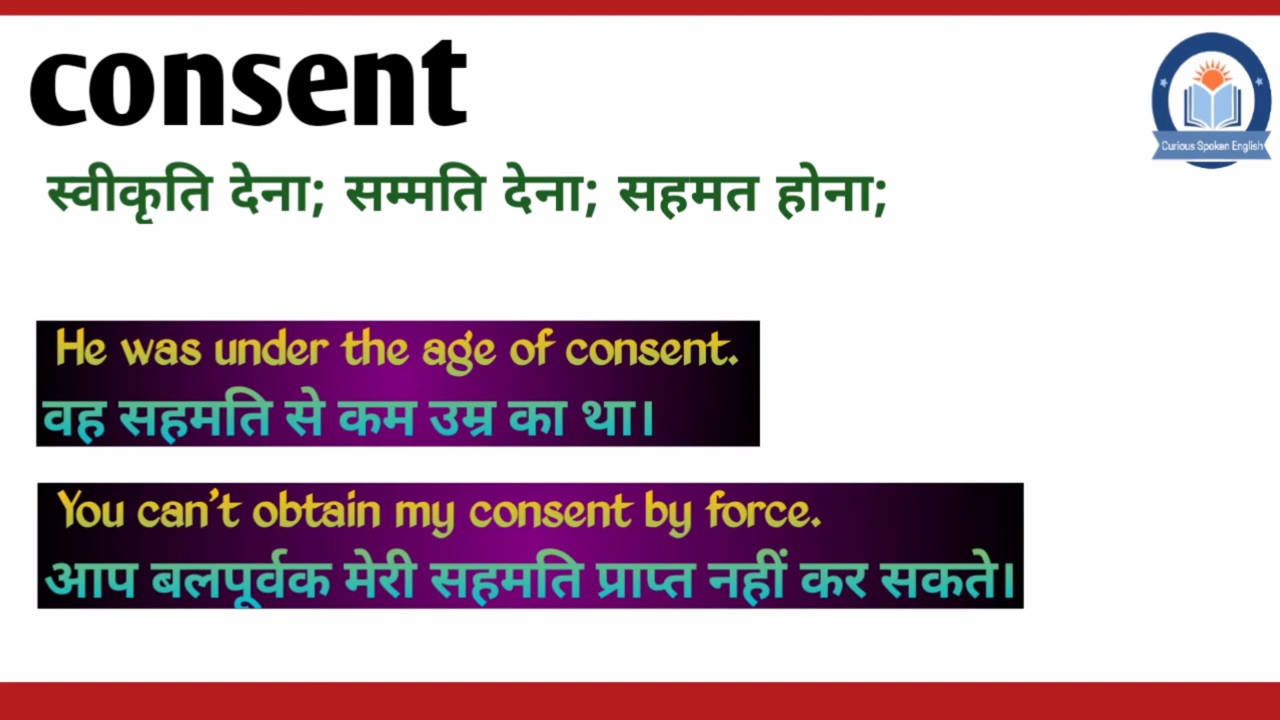 consent
Curious Spoken English
स्वीकृति देना; सम्मति देना; सहमत होना;
He was under the age of consent.
वह सहमति से कम उम्र का था।
You can't obtain my consent by force.
आप बलपूर्वक मेरी सहमति प्राप्त नहीं कर सकते।